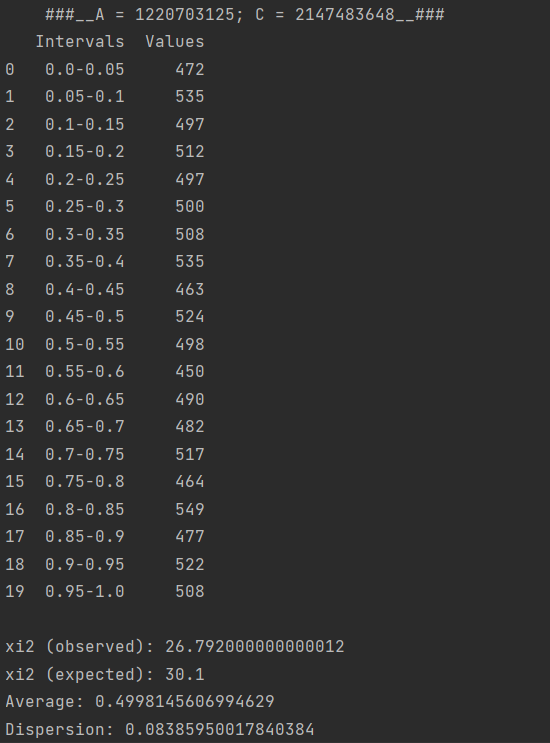 ###__A = 1220703125; C = 2147483648__###
Intervals Values
0 0.0-0.05 472
1 0.05-0.1 535
2 0.1-0.15 497
3 0.15-0.2 512
4 0.2-0.25 497
5 0.25-0.3 500
6 0.3-0.35 508
7 0.35-0.4 535
8 0.4-0.45 463
9 0.45-0.5 524
10 0.5-0.55 498
11 0.55-0.6 450
12 0.6-0.65 490
13 0.65-0.7 482
14 0.7-0.75 517
15 0.75-0.8 464
16 0.8-0.85 549
17 0.85-0.9 477
18 0.9-0.95 522
19 0.95-1.0 508
xi2 (observed): 26.792000000000012
xi2 (expected): 30.1
Average: 0.4998145606994629
Dispersion: 0.08385950017840384